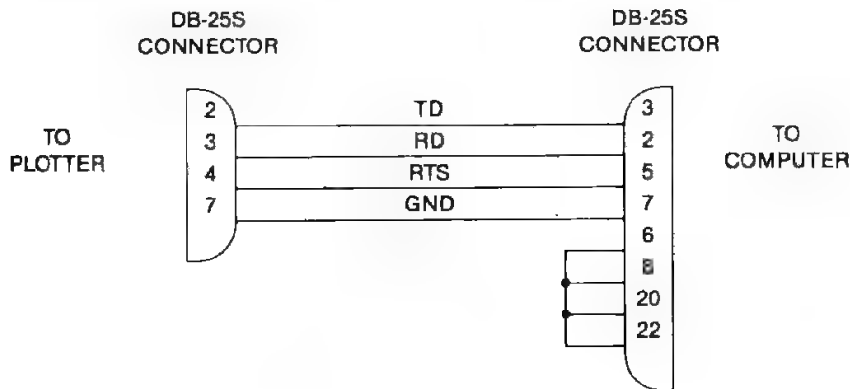 DB-25S
CONNECTOR
DB-25S
CONNECTOR
TO
PLOTTER
TO
COMPUTER
2 TD 3
3 RD 2
4 RTS 5
7 GND 7
6
8
20
22